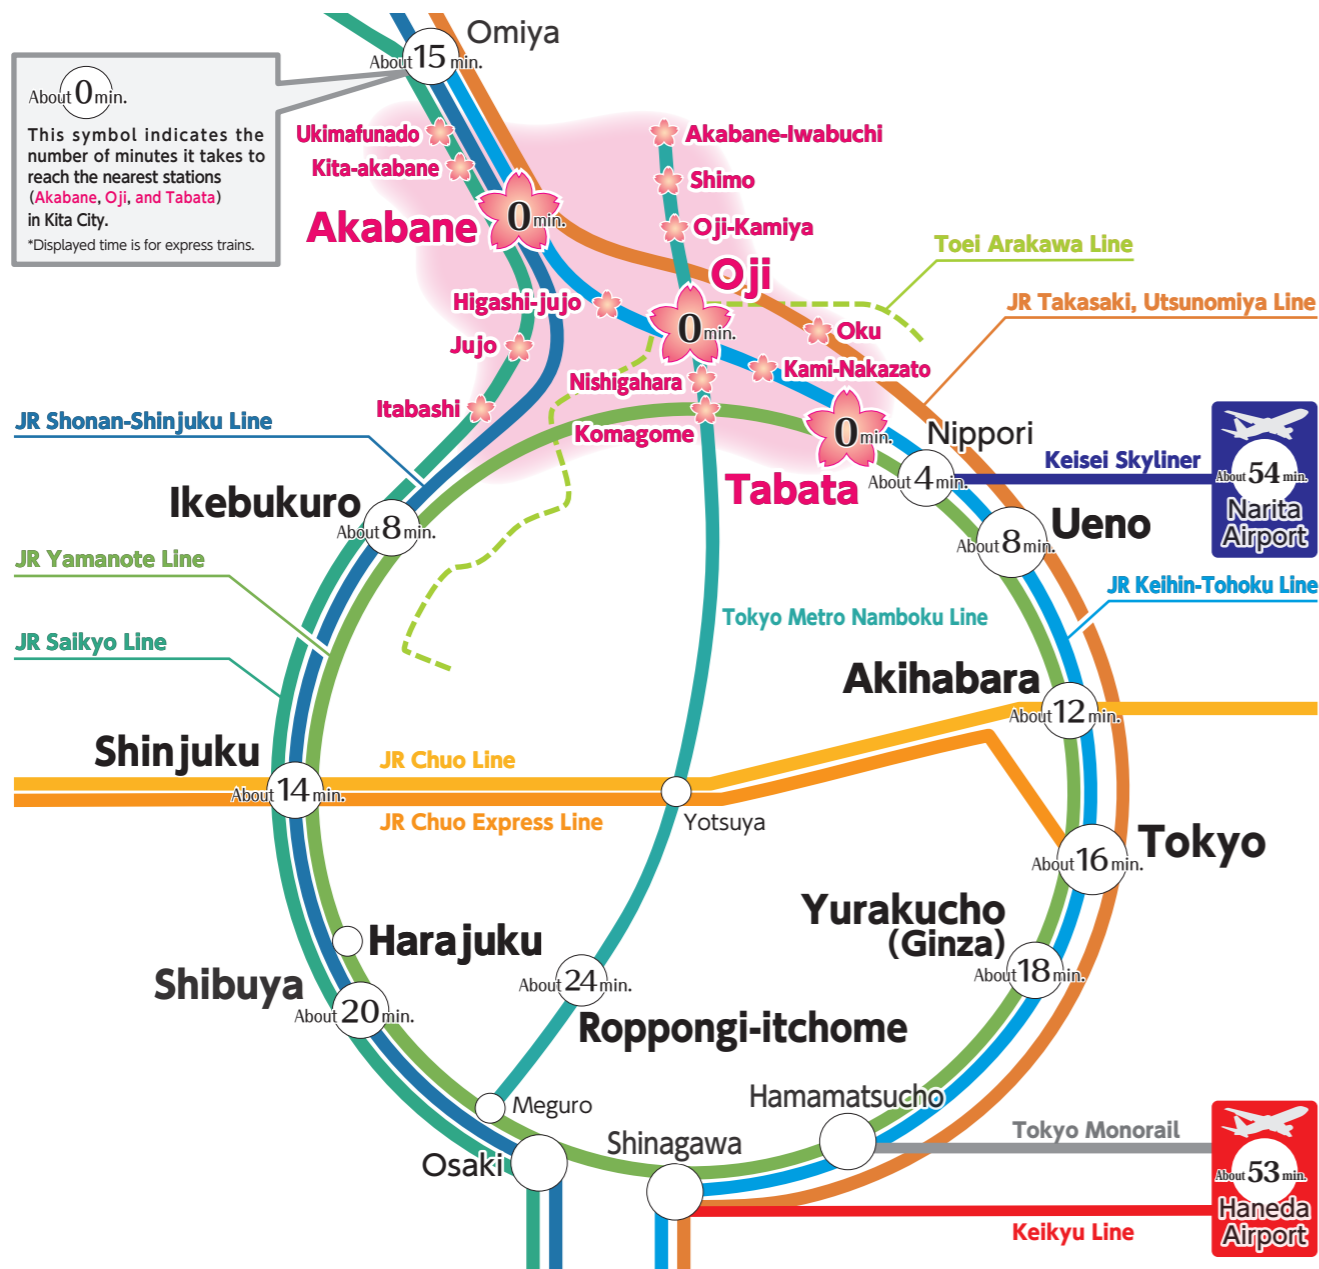 Omiya
About 15 min.
About 0 min.
This symbol indicates the
number of minutes it takes to
reach the nearest stations
(Akabane, Oji, and Tabata)
in Kita City.
*Displayed time is for express trains.
Ukimafunado
Kita-akabane
Akabane
0 min.
Akabane-Iwabuchi
Shimo
Oji-Kamiya
Oji
0 min.
Toei Arakawa Line
JR Takasaki, Utsunomiya Line
Higashi-jujo
Jujo
Oku
Kami-Nakazato
Nishigahara
Itabashi
Komagome
0 min.
Tabata
JR Shonan-Shinjuku Line
Nippori
About 4 min.
Keisei Skyliner
About 54 min.
Narita
Airport
Ikebukuro
About 8 min.
Ueno
About 8 min.
JR Yamanote Line
JR Keihin-Tohoku Line
Tokyo Metro Namboku Line
JR Saikyo Line
Akihabara
About 12 min.
Shinjuku
About 14 min.
JR Chuo Line
JR Chuo Express Line
Yotsuya
Tokyo
About 16 min.
Yurakucho
(Ginza)
About 18 min.
Harajuku
Shibuya
About 20 min.
About 24 min.
Roppongi-itchome
Meguro
Hamamatsucho
Osaki
Shinagawa
Tokyo Monorail
Keikyu Line
About 53 min.
Haneda
Airport